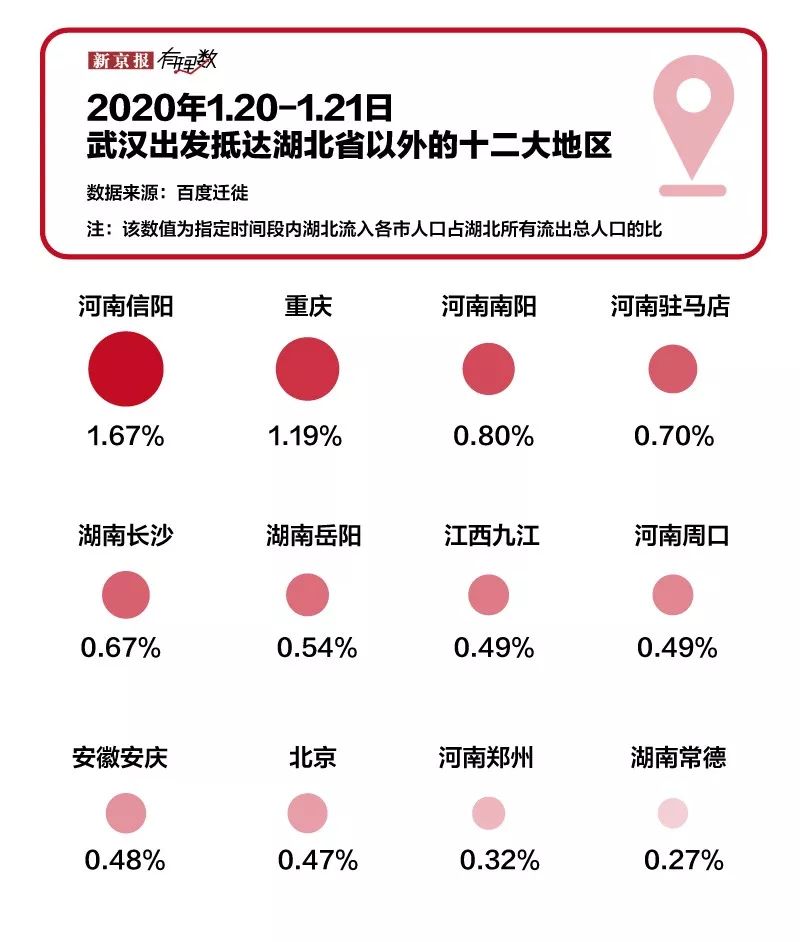 新京报 有理数
2020年1.20-1.21日
武汉出发抵达湖北省以外的十二大地区
数据来源：百度迁徙
注：该数值为指定时间段内湖北流入各市人口占湖北所有流出总人口的比
河南信阳 重庆 河南南阳 河南驻马店
1.67% 1.19% 0.80% 0.70%
湖南长沙 湖南岳阳 江西九江 河南周口
0.67% 0.54% 0.49% 0.49%
安徽安庆 北京 河南郑州 湖南常德
0.48% 0.47% 0.32% 0.27%